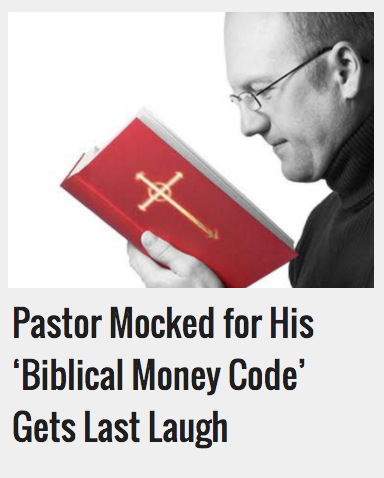 Pastor Mocked for His
‘Biblical Money Code’
Gets Last Laugh